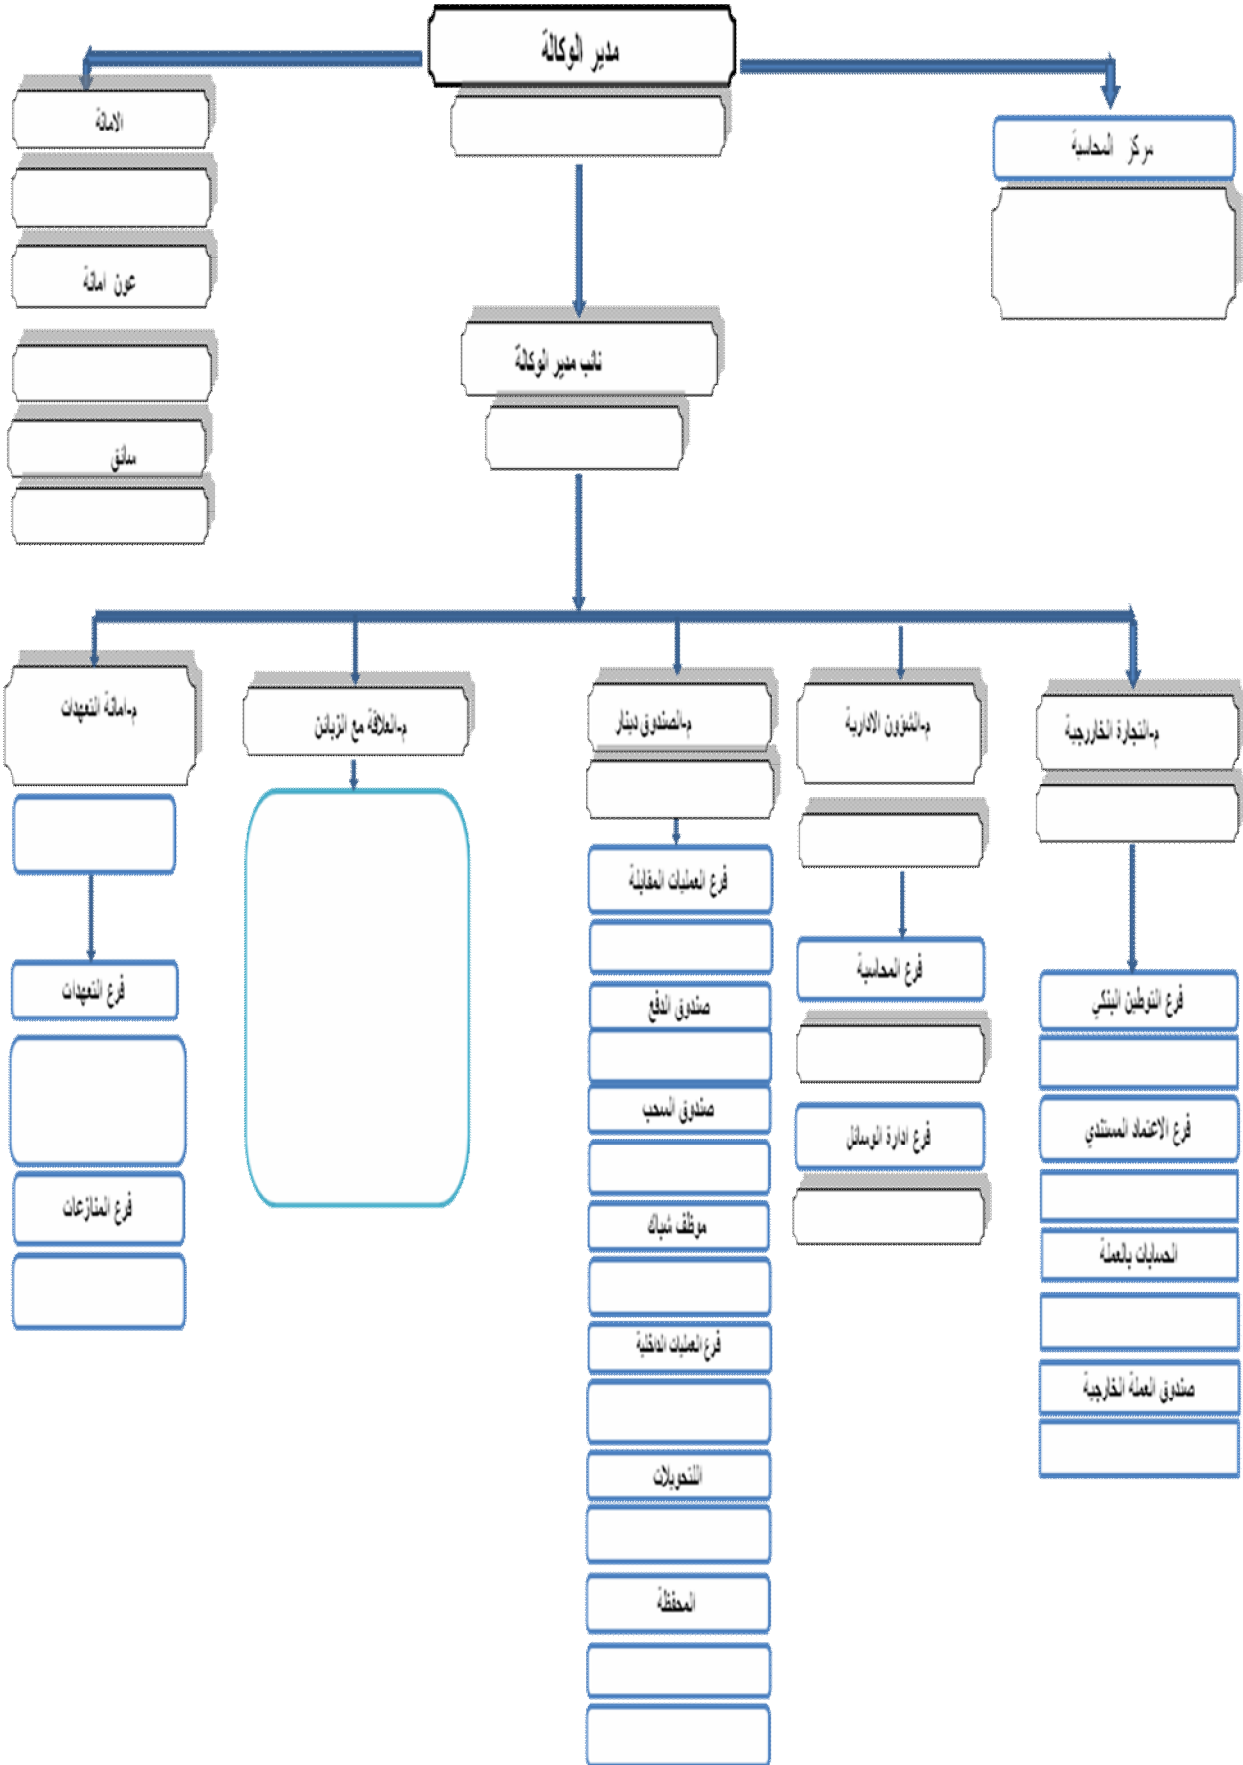 مدير الوكالة
الامانة
مركز المحاسبة
عون امانة
نائب مدير الوكالة
سائق
م-التجارة الخاررجية
م-الشؤون الادارية
م-الصندوق دينار
م-العلاقة مع الزبائن
م-امانة التعهدات
فرع التوطين البنكي
فرع الاعتماد المستندي
الحسابات بالعملة
صندوق العملة الخارجية
فرع المحاسبة
فرع ادارة الوسائل
فرع العمليات المقابلة
صندوق الدفع
صندوق السحب
موظف شباك
فرع العمليات الداخلية
اللتحويلات
المحفظة
فرع التعهدات
فرع المنازعات